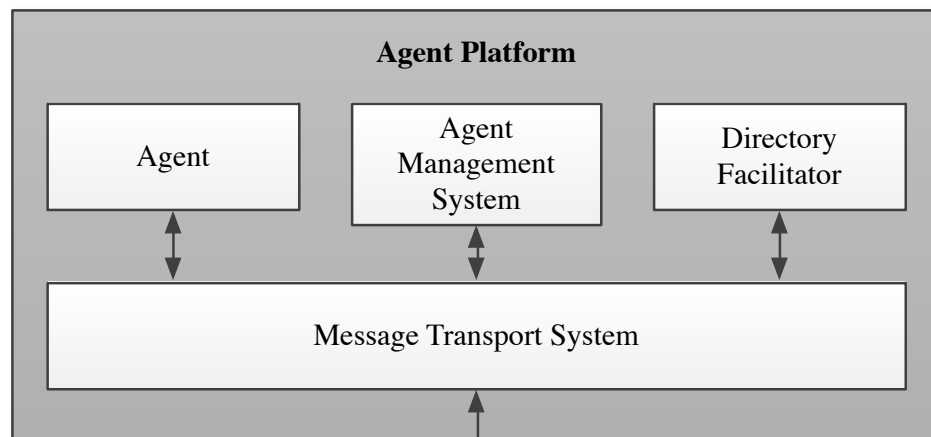 Agent Platform
Agent
Agent
Management
System
Directory
Facilitator
Message Transport System